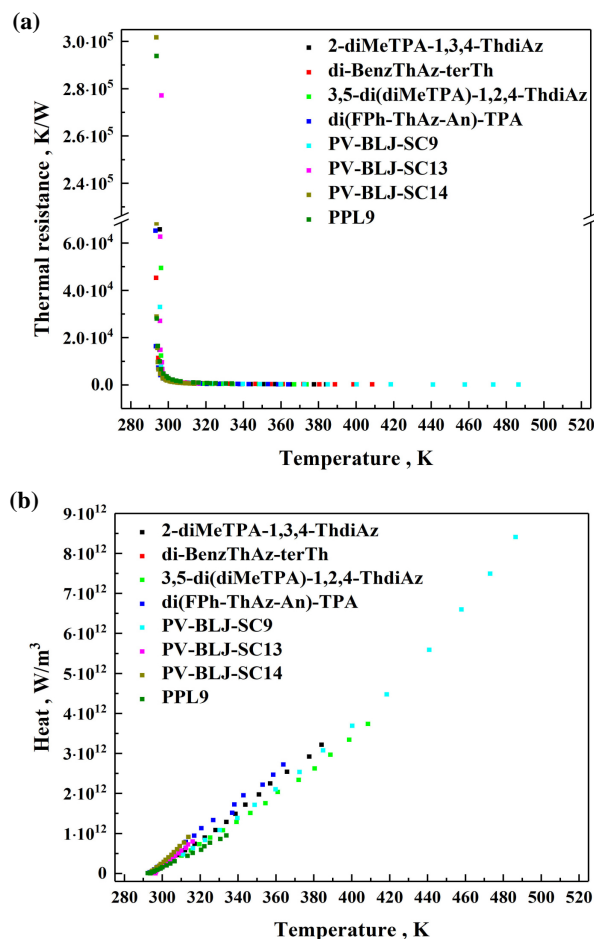 (a)
3.0·10⁵
2.8·10⁵
2.6·10⁵
2.4·10⁵
6.0·10⁴
4.0·10⁴
2.0·10⁴
0.0
Thermal resistance , K/W
2-diMeTPA-1,3,4-ThdiAz
di-BenzThAz-terTh
3,5-di(diMeTPA)-1,2,4-ThdiAz
di(FPh-ThAz-An)-TPA
PV-BLJ-SC9
PV-BLJ-SC13
PV-BLJ-SC14
PPL9
280 300 320 340 360 380 400 420 440 460 480 500 520
Temperature , K
(b)
9·10¹²
8·10¹²
7·10¹²
6·10¹²
5·10¹²
4·10¹²
3·10¹²
2·10¹²
1·10¹²
0
Heat , W/m³
2-diMeTPA-1,3,4-ThdiAz
di-BenzThAz-terTh
3,5-di(diMeTPA)-1,2,4-ThdiAz
di(FPh-ThAz-An)-TPA
PV-BLJ-SC9
PV-BLJ-SC13
PV-BLJ-SC14
PPL9
280 300 320 340 360 380 400 420 440 460 480 500 520
Temperature , K